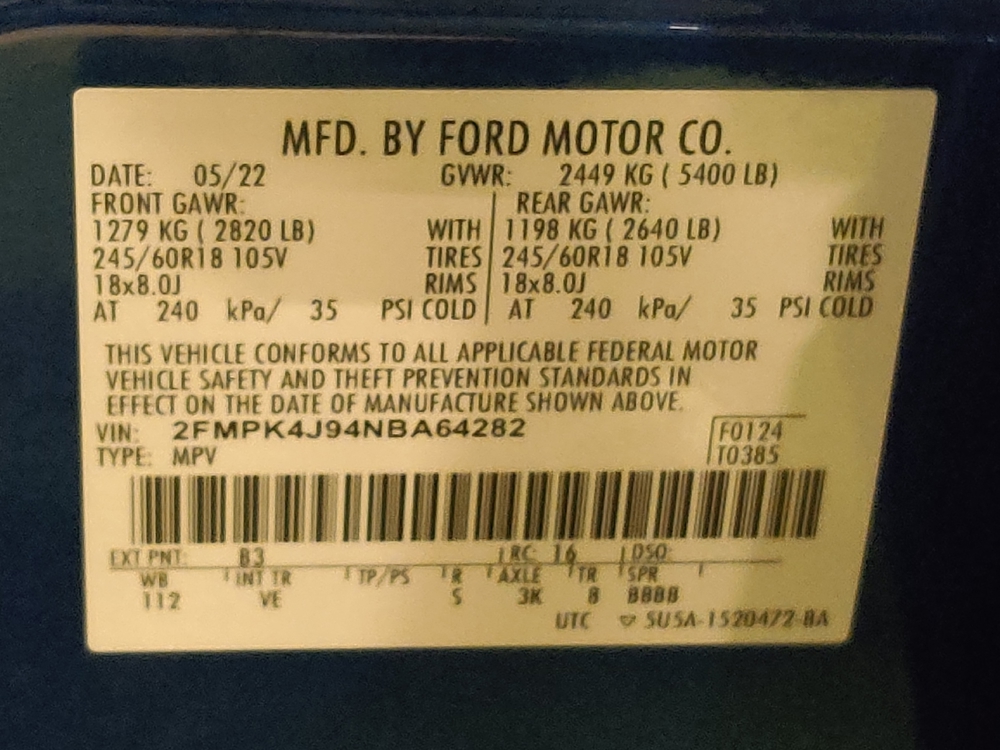 MFD. BY FORD MOTOR CO.
DATE: 05/22 GVWR: 2449 KG ( 5400 LB)
FRONT GAWR: REAR GAWR:
1279 KG ( 2820 LB) WITH 1198 KG ( 2640 LB) WITH
245/60R18 105V TIRES 245/60R18 105V TIRES
18x8.0J RIMS 18x8.0J RIMS
AT 240 kPa/ 35 PSI COLD AT 240 kPa/ 35 PSI COLD
THIS VEHICLE CONFORMS TO ALL APPLICABLE FEDERAL MOTOR
VEHICLE SAFETY AND THEFT PREVENTION STANDARDS IN
EFFECT ON THE DATE OF MANUFACTURE SHOWN ABOVE.
VIN: 2FMPK4J94NBA64282 F0124
TYPE: MPV T0385
EXT PNT: B3 RC: 16 DSO:
WB INT TR TP/PS R AXLE TR SPR
112 VE S 3K 8 BBBB
UTC ▽ 5U5A-1520472-BA